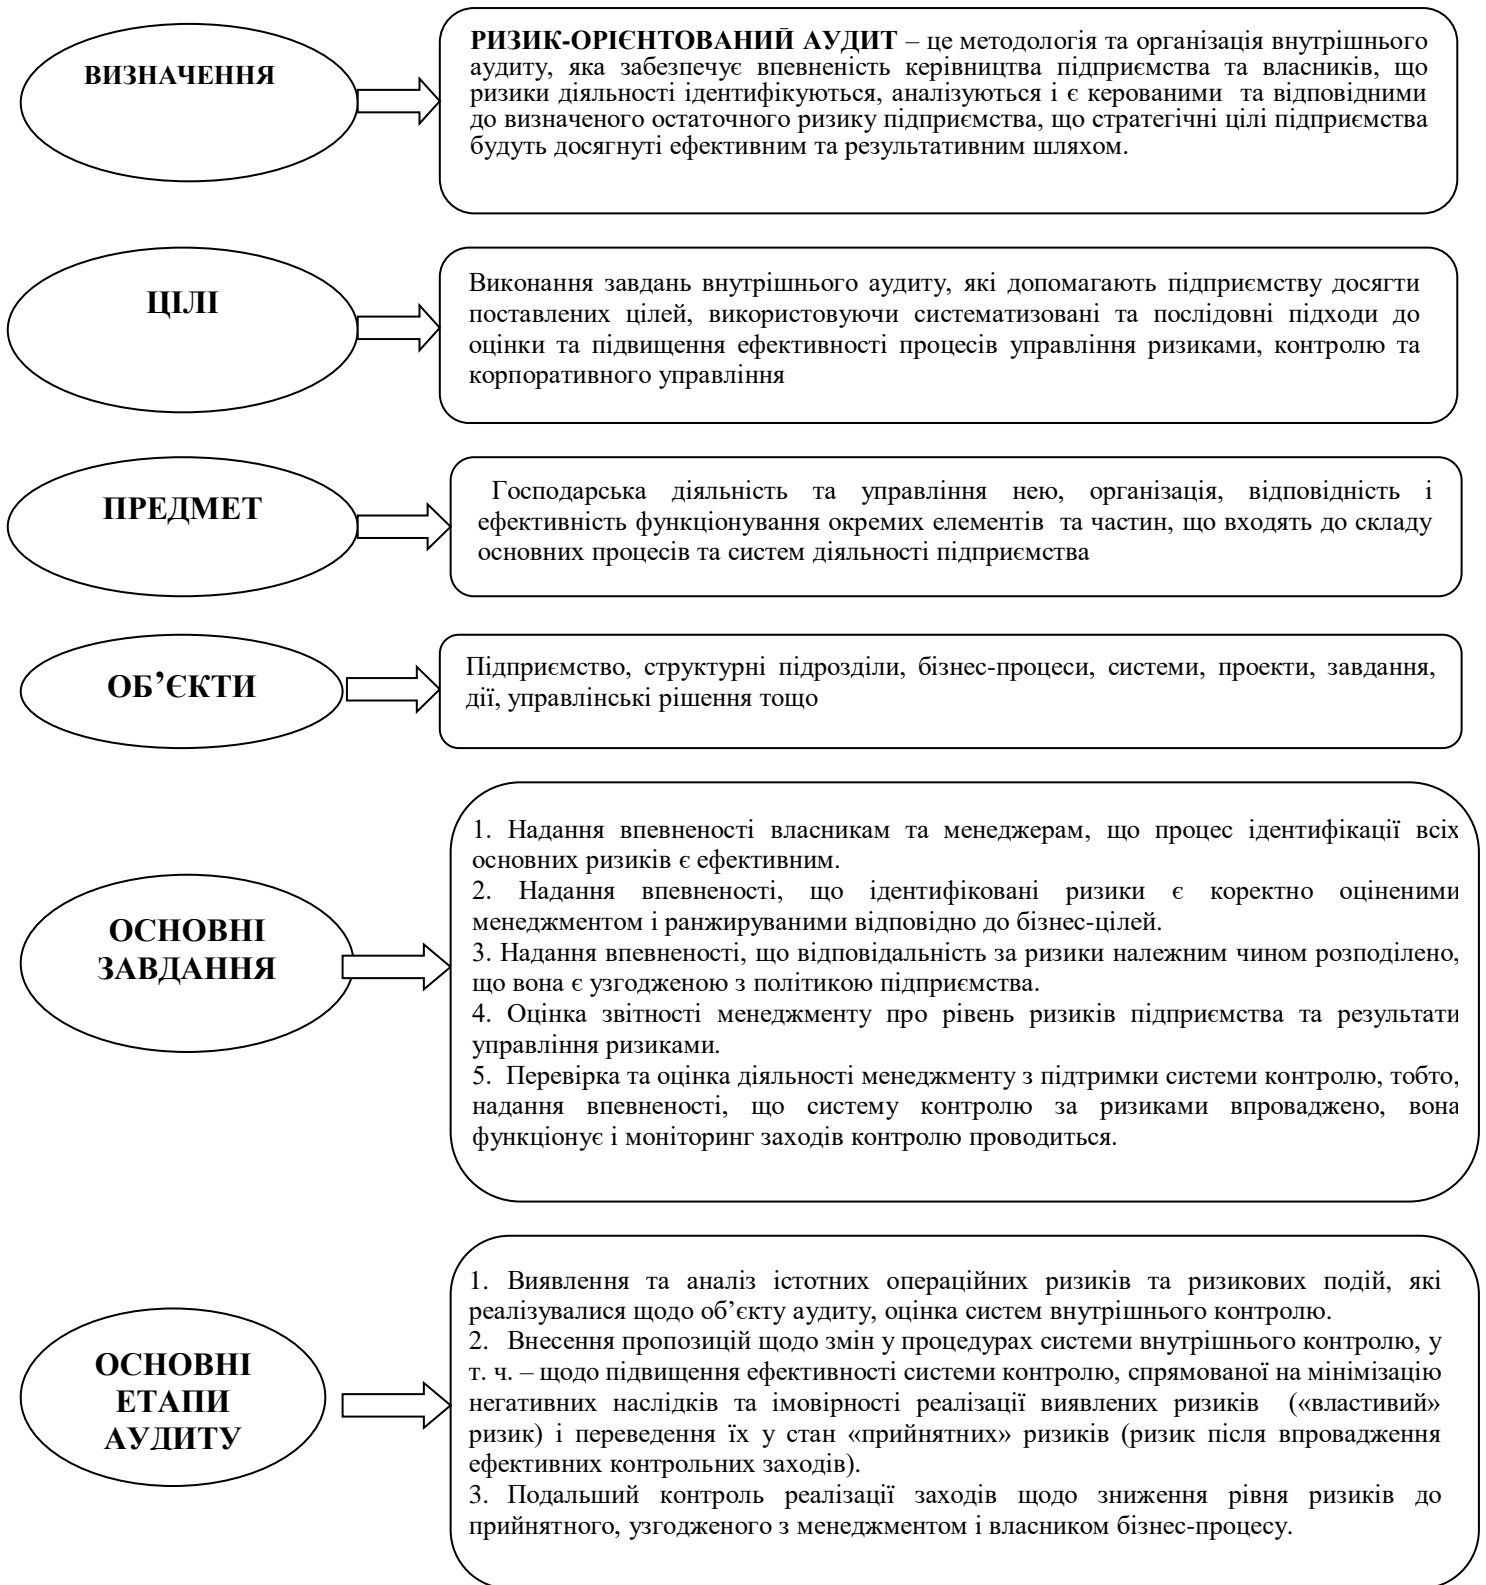 ВИЗНАЧЕННЯ
РИЗИК-ОРІЄНТОВАНИЙ АУДИТ – це методологія та організація внутрішнього
аудиту, яка забезпечує впевненість керівництва підприємства та власників, що
ризики діяльності ідентифікуються, аналізуються і є керованими та відповідними
до визначеного остаточного ризику підприємства, що стратегічні цілі підприємства
будуть досягнуті ефективним та результативним шляхом.
ЦІЛІ
Виконання завдань внутрішнього аудиту, які допомагають підприємству досягти
поставлених цілей, використовуючи систематизовані та послідовні підходи до
оцінки та підвищення ефективності процесів управління ризиками, контролю та
корпоративного управління
ПРЕДМЕТ
Господарська діяльність та управління нею, організація, відповідність і
ефективність функціонування окремих елементів та частин, що входять до складу
основних процесів та систем діяльності підприємства
ОБ’ЄКТИ
Підприємство, структурні підрозділи, бізнес-процеси, системи, проекти, завдання,
дії, управлінські рішення тощо
ОСНОВНІ
ЗАВДАННЯ
1. Надання впевненості власникам та менеджерам, що процес ідентифікації всіх
основних ризиків є ефективним.
2. Надання впевненості, що ідентифіковані ризики є коректно оціненими
менеджментом і ранжируваними відповідно до бізнес-цілей.
3. Надання впевненості, що відповідальність за ризики належним чином розподілено,
що вона є узгодженою з політикою підприємства.
4. Оцінка звітності менеджменту про рівень ризиків підприємства та результати
управління ризиками.
5. Перевірка та оцінка діяльності менеджменту з підтримки системи контролю, тобто,
надання впевненості, що систему контролю за ризиками впроваджено, вона
функціонує і моніторинг заходів контролю проводиться.
ОСНОВНІ
ЕТАПИ
АУДИТУ
1. Виявлення та аналіз істотних операційних ризиків та ризикових подій, які
реалізувалися щодо об’єкту аудиту, оцінка систем внутрішнього контролю.
2. Внесення пропозицій щодо змін у процедурах системи внутрішнього контролю, у
т. ч. – щодо підвищення ефективності системи контролю, спрямованої на мінімізацію
негативних наслідків та імовірності реалізації виявлених ризиків («властивий»
ризик) і переведення їх у стан «прийнятних» ризиків (ризик після впровадження
ефективних контрольних заходів).
3. Подальший контроль реалізації заходів щодо зниження рівня ризиків до
прийнятного, узгодженого з менеджментом і власником бізнес-процесу.